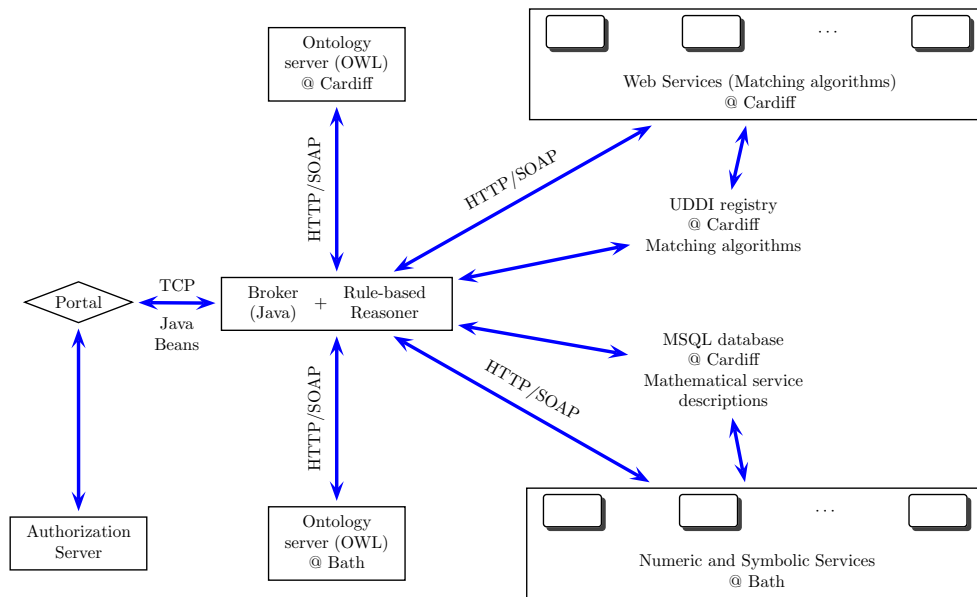 Ontology
server (OWL)
@ Cardiff
. . .
Web Services (Matching algorithms)
@ Cardiff
HTTP/SOAP
HTTP/SOAP
UDDI registry
@ Cardiff
Matching algorithms
Portal
TCP
Java
Beans
Broker
(Java)
+
Rule-based
Reasoner
MSQL database
@ Cardiff
Mathematical service
descriptions
HTTP/SOAP
HTTP/SOAP
Authorization
Server
Ontology
server (OWL)
@ Bath
. . .
Numeric and Symbolic Services
@ Bath